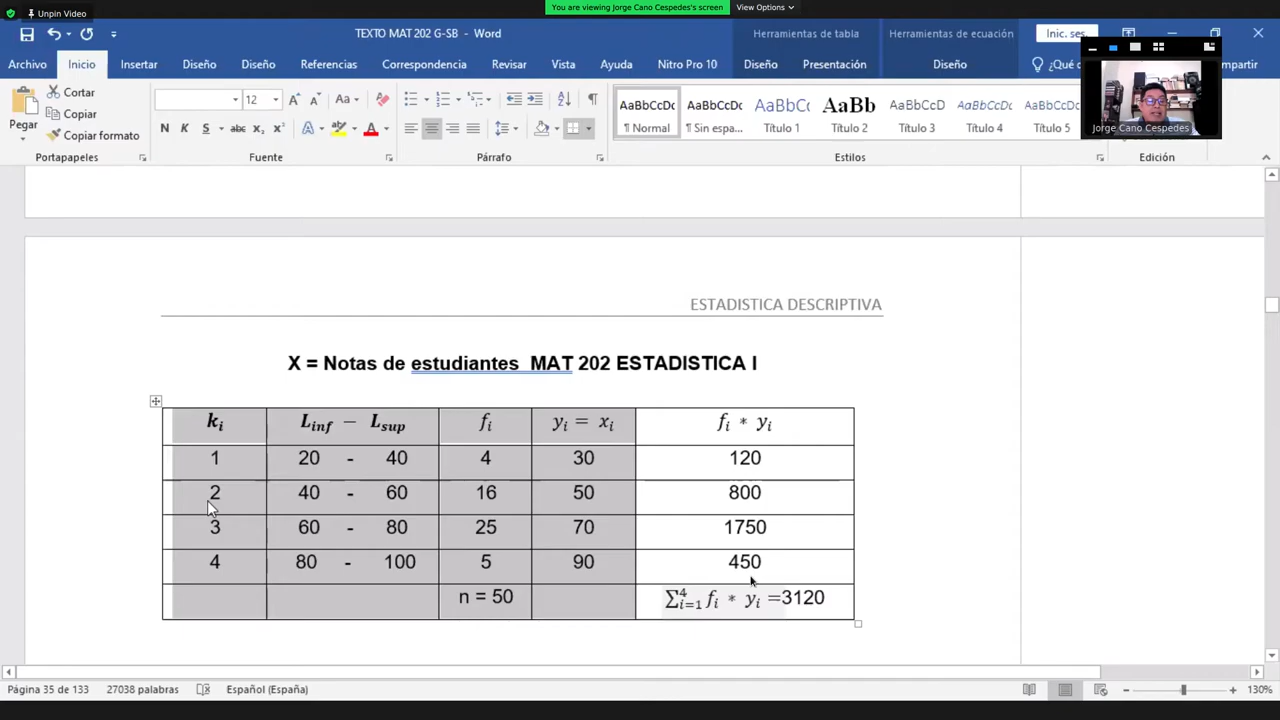 Unpin Video
You are viewing Jorge Cano Cespedes's screen
View Options
TEXTO MAT 202 G-SB - Word
Herramientas de tabla
Herramientas de ecuación
Inic. ses.
Archivo Inicio Insertar Diseño Diseño Referencias Correspondencia Revisar Vista Ayuda Nitro Pro 10 Diseño Presentación Diseño ¿Qué
Pegar
Cortar
Copiar
Copiar formato
Portapapeles
12
Aa
N K S abc x₂ x²
Fuente
Párrafo
AaBbCcDc AaBbCcDc AaBbCc AaBb AaBbCcD AaBbCcD AaBbCcDc
¶ Normal ¶ Sin espa... Título 1 Título 2 Título 3 Título 4 Título 5
Estilos
Jorge Cano Cespedes
Edición
ESTADISTICA DESCRIPTIVA
X = Notas de estudiantes MAT 202 ESTADISTICA I
kᵢ L_inf − L_sup fᵢ yᵢ = xᵢ fᵢ * yᵢ
1 20 - 40 4 30 120
2 40 - 60 16 50 800
3 60 - 80 25 70 1750
4 80 - 100 5 90 450
n = 50 ∑⁴ᵢ₌₁ fᵢ * yᵢ =3120
Página 35 de 133 27038 palabras Español (España) 130%